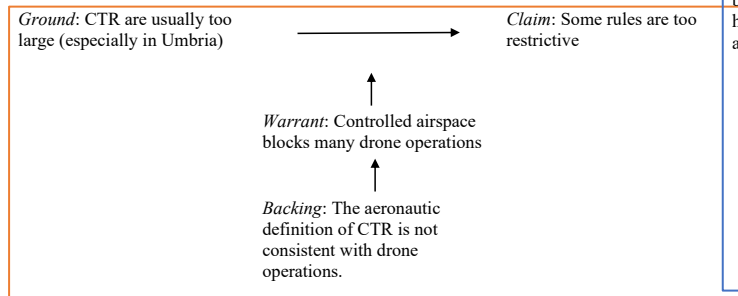 Ground: CTR are usually too
large (especially in Umbria)
Claim: Some rules are too
restrictive
Warrant: Controlled airspace
blocks many drone operations
Backing: The aeronautic
definition of CTR is not
consistent with drone
operations.